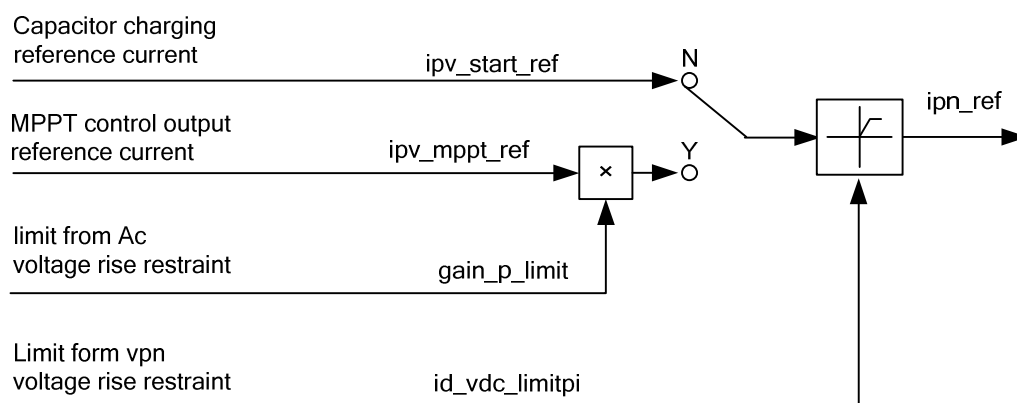 Capacitor charging
reference current
ipv_start_ref
N
ipn_ref
MPPT control output
reference current
ipv_mppt_ref
×
Y
limit from Ac
voltage rise restraint
gain_p_limit
Limit form vpn
voltage rise restraint
id_vdc_limitpi